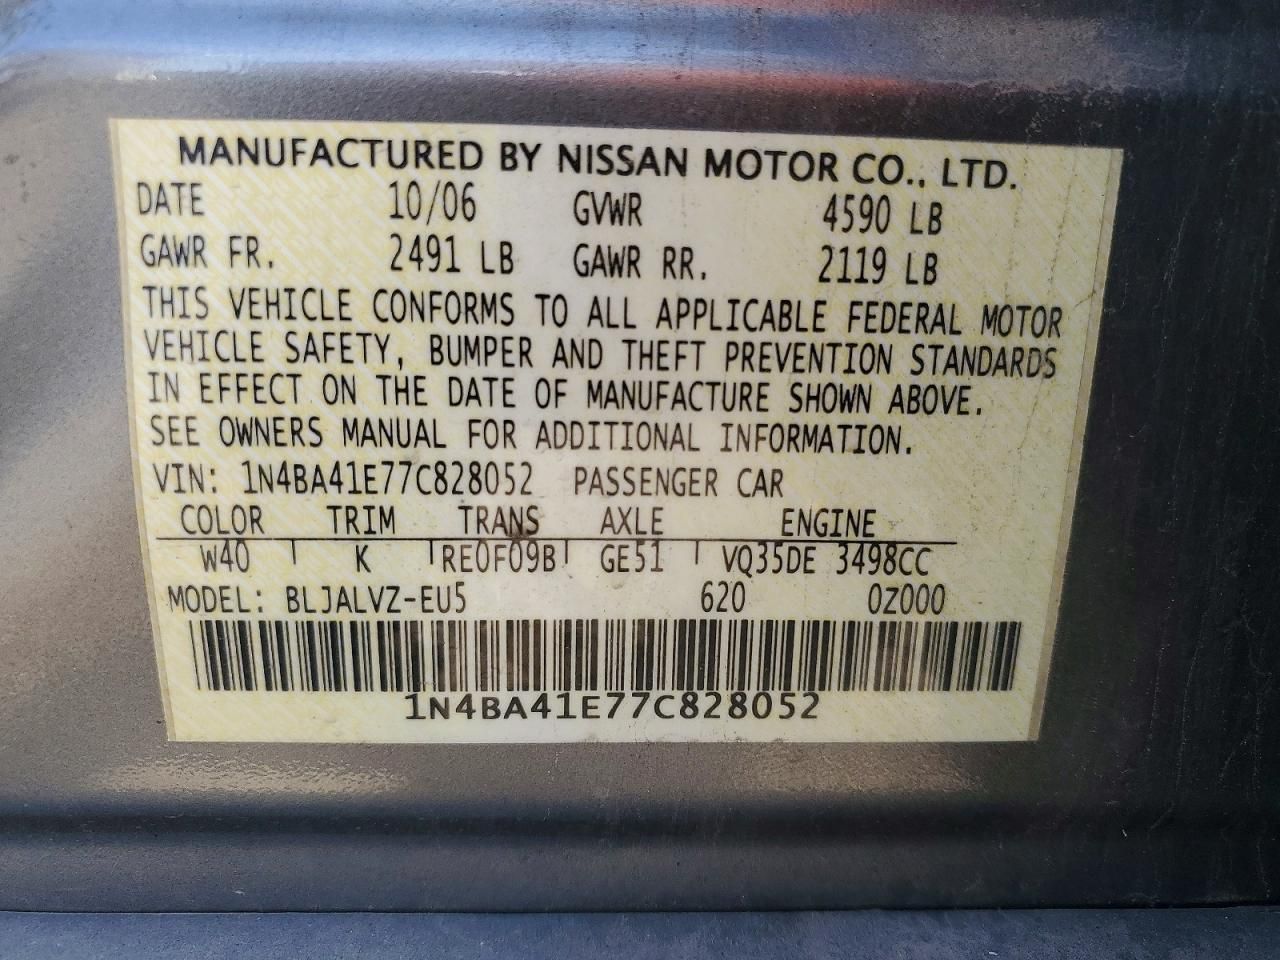 MANUFACTURED BY NISSAN MOTOR CO., LTD.
DATE 10/06 GVWR 4590 LB
GAWR FR. 2491 LB GAWR RR. 2119 LB
THIS VEHICLE CONFORMS TO ALL APPLICABLE FEDERAL MOTOR
VEHICLE SAFETY, BUMPER AND THEFT PREVENTION STANDARDS
IN EFFECT ON THE DATE OF MANUFACTURE SHOWN ABOVE.
SEE OWNERS MANUAL FOR ADDITIONAL INFORMATION.
VIN: 1N4BA41E77C828052 PASSENGER CAR
COLOR TRIM TRANS AXLE ENGINE
W40 K RE0F09B GE51 VQ35DE 3498CC
MODEL: BLJALVZ-EU5 620 0Z000
1N4BA41E77C828052